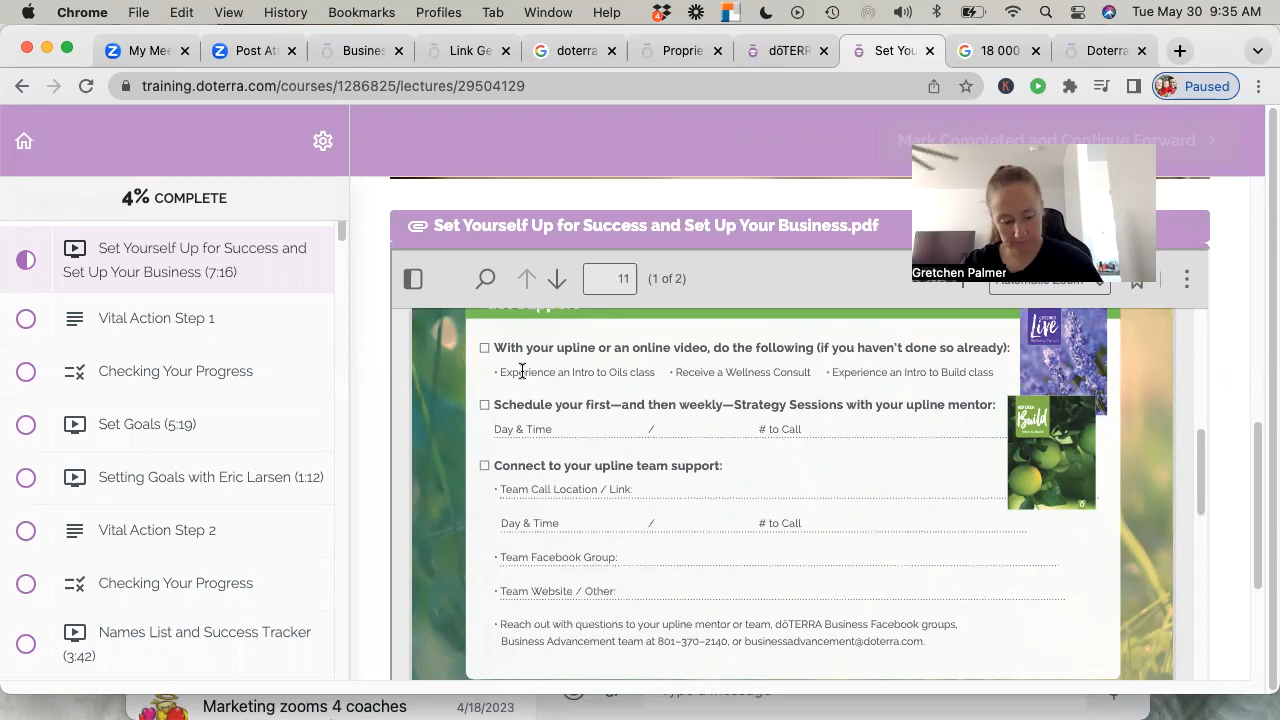 Chrome File Edit View History Bookmarks Profiles Tab Window Help Tue May 30 9:35 AM
My Me Post At Busines Link Ge doterra Proprie dōTERR Set You 18 000 Doterra
training.doterra.com/courses/1286825/lectures/29504129 Paused
Mark Completed and Continue Forward
4% COMPLETE
Set Yourself Up for Success and
Set Up Your Business (7:16)
Vital Action Step 1
Checking Your Progress
Set Goals (5:19)
Setting Goals with Eric Larsen (1:12)
Vital Action Step 2
Checking Your Progress
Names List and Success Tracker
(3:42)
Set Yourself Up for Success and Set Up Your Business.pdf
11 (1 of 2)
Gretchen Palmer
With your upline or an online video, do the following (if you haven't done so already):
• Experience an Intro to Oils class • Receive a Wellness Consult • Experience an Intro to Build class
Schedule your first—and then weekly—Strategy Sessions with your upline mentor:
Day & Time / # to Call
Connect to your upline team support:
• Team Call Location / Link:
Day & Time / # to Call
• Team Facebook Group:
• Team Website / Other:
• Reach out with questions to your upline mentor or team, dōTERRA Business Facebook groups,
Business Advancement team at 801–370–2140, or businessadvancement@doterra.com.
Live
Build
Marketing zooms 4 coaches 4/18/2023
Type a message